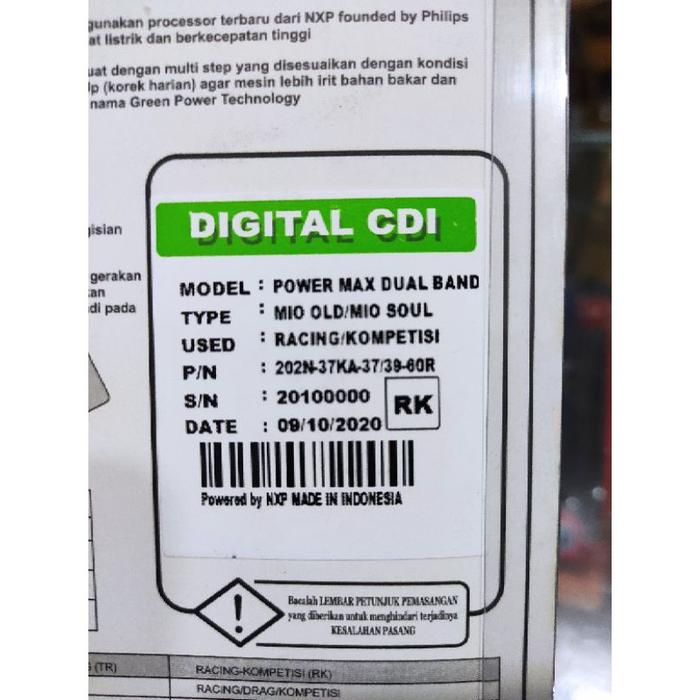 gunakan processor terbaru dari NXP founded by Philips
at listrik dan berkecepatan tinggi
uat dengan multi step yang disesuaikan dengan kondisi
(korek harian) agar mesin lebih irit bahan bakar dan
nama Green Power Technology
gisian
gerakan
an
di pada
DIGITAL CDI
MODEL : POWER MAX DUAL BAND
TYPE : MIO OLD/MIO SOUL
USED : RACING/KOMPETISI
P/N : 202N-37KA-37/39-60R
S/N : 20100000
RK
DATE : 09/10/2020
Powered by NXP MADE IN INDONESIA
!
Bacalah LEMBAR PETUNJUK PEMASANGAN
yang diberikan untuk menghindari terjadinya
KESALAHAN PASANG
(TR) RACING-KOMPETISI (RK)
RACING/DRAG/KOMPETISI